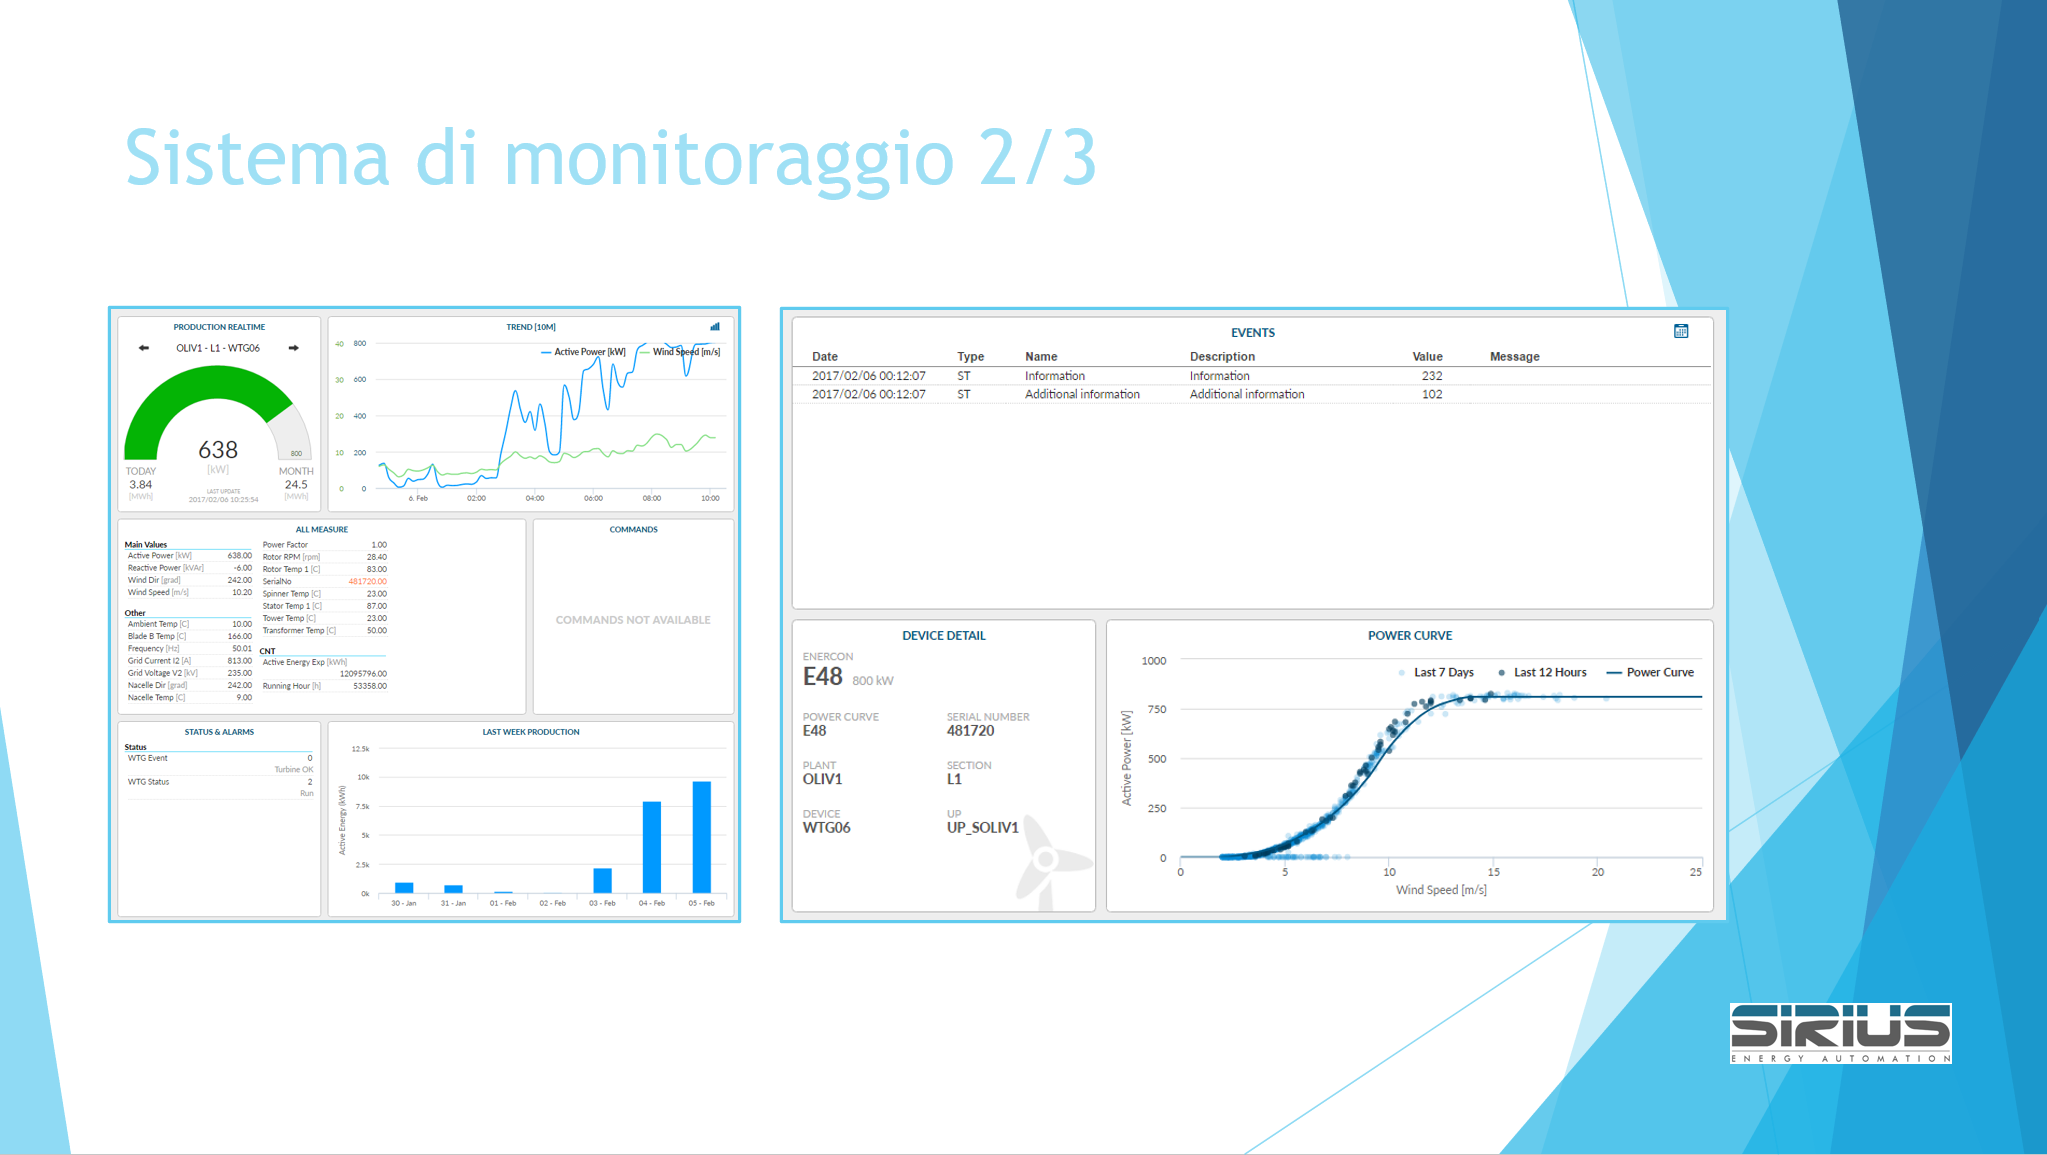 Sistema di monitoraggio 2/3
PRODUCTION REALTIME
OLIV1 - L1 - WTG06
638
[kW]
800
TODAY
3.84
[MWh]
MONTH
24.5
[MWh]
LAST UPDATE
2017/02/06 10:25:54
TREND [10M]
Active Power [kW] Wind Speed [m/s]
40 800
30 600
20 400
10 200
0 0
6. Feb 02:00 04:00 06:00 08:00 10:00
ALL MEASURE
Main Values
Active Power [kW] 638.00
Reactive Power [kVAr] -6.00
Wind Dir [grad] 242.00
Wind Speed [m/s] 10.20
Other
Ambient Temp [C] 10.00
Blade B Temp [C] 166.00
Frequency [Hz] 50.01
Grid Current I2 [A] 813.00
Grid Voltage V2 [kV] 235.00
Nacelle Dir [grad] 242.00
Nacelle Temp [C] 9.00
Power Factor 1.00
Rotor RPM [rpm] 28.40
Rotor Temp 1 [C] 83.00
SerialNo 481720.00
Spinner Temp [C] 23.00
Stator Temp 1 [C] 87.00
Tower Temp [C] 23.00
Transformer Temp [C] 50.00
CNT
Active Energy Exp [kWh]
12095796.00
Running Hour [h] 53358.00
COMMANDS
COMMANDS NOT AVAILABLE
STATUS & ALARMS
Status
WTG Event 0
Turbine OK
WTG Status 2
Run
LAST WEEK PRODUCTION
Active Energy (kWh)
12.5k
10k
7.5k
5k
2.5k
0k
30 - Jan 31 - Jan 01 - Feb 02 - Feb 03 - Feb 04 - Feb 05 - Feb
EVENTS
Date Type Name Description Value Message
2017/02/06 00:12:07 ST Information Information 232
2017/02/06 00:12:07 ST Additional information Additional information 102
DEVICE DETAIL
ENERCON
E48 800 kW
POWER CURVE SERIAL NUMBER
E48 481720
PLANT SECTION
OLIV1 L1
DEVICE UP
WTG06 UP_SOLIV1
POWER CURVE
Last 7 Days Last 12 Hours Power Curve
Active Power [kW]
1000
750
500
250
0
0 5 10 15 20 25
Wind Speed [m/s]
SIRIUS
ENERGY AUTOMATION